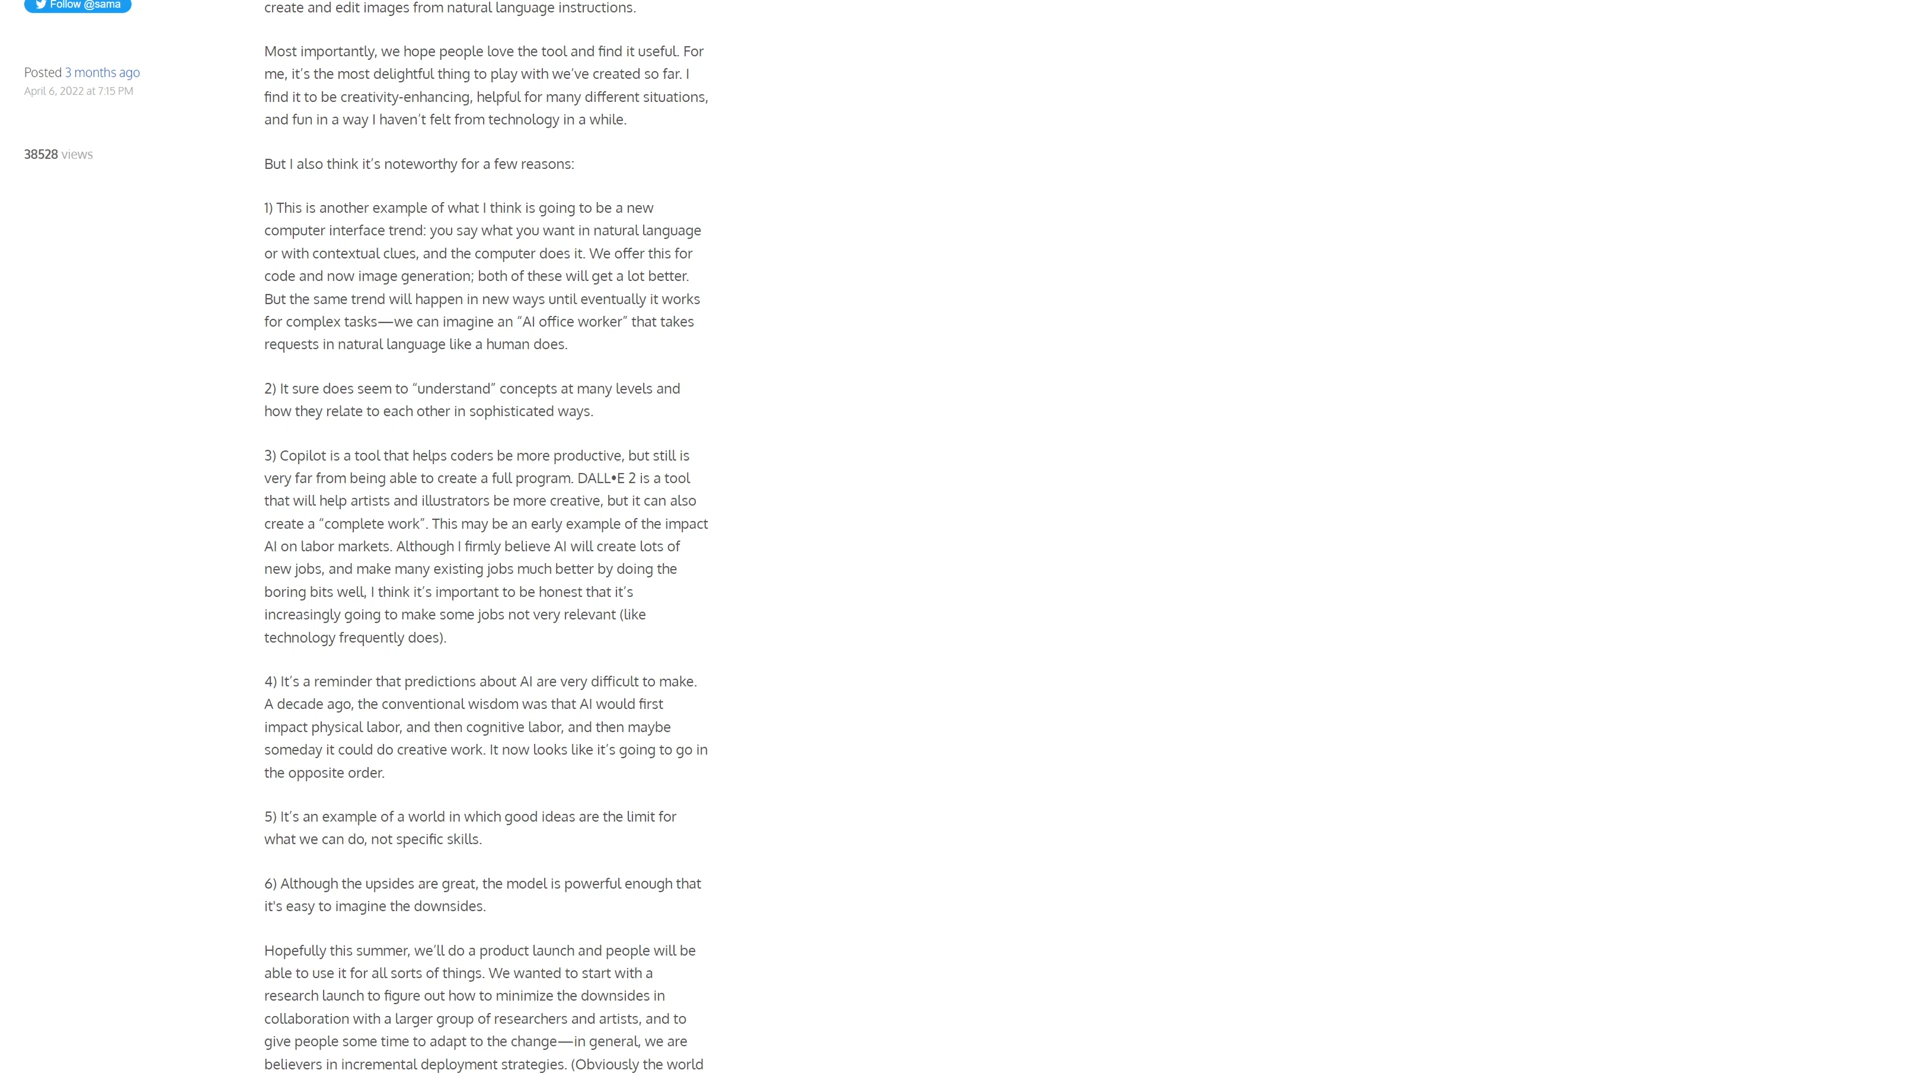 Follow @sama
Posted 3 months ago
April 6, 2022 at 7:15 PM
38528 views
create and edit images from natural language instructions.
Most importantly, we hope people love the tool and find it useful. For
me, it’s the most delightful thing to play with we’ve created so far. I
find it to be creativity-enhancing, helpful for many different situations,
and fun in a way I haven’t felt from technology in a while.
But I also think it’s noteworthy for a few reasons:
1) This is another example of what I think is going to be a new
computer interface trend: you say what you want in natural language
or with contextual clues, and the computer does it. We offer this for
code and now image generation; both of these will get a lot better.
But the same trend will happen in new ways until eventually it works
for complex tasks—we can imagine an “AI office worker” that takes
requests in natural language like a human does.
2) It sure does seem to “understand” concepts at many levels and
how they relate to each other in sophisticated ways.
3) Copilot is a tool that helps coders be more productive, but still is
very far from being able to create a full program. DALL•E 2 is a tool
that will help artists and illustrators be more creative, but it can also
create a “complete work”. This may be an early example of the impact
AI on labor markets. Although I firmly believe AI will create lots of
new jobs, and make many existing jobs much better by doing the
boring bits well, I think it’s important to be honest that it’s
increasingly going to make some jobs not very relevant (like
technology frequently does).
4) It’s a reminder that predictions about AI are very difficult to make.
A decade ago, the conventional wisdom was that AI would first
impact physical labor, and then cognitive labor, and then maybe
someday it could do creative work. It now looks like it’s going to go in
the opposite order.
5) It’s an example of a world in which good ideas are the limit for
what we can do, not specific skills.
6) Although the upsides are great, the model is powerful enough that
it's easy to imagine the downsides.
Hopefully this summer, we’ll do a product launch and people will be
able to use it for all sorts of things. We wanted to start with a
research launch to figure out how to minimize the downsides in
collaboration with a larger group of researchers and artists, and to
give people some time to adapt to the change—in general, we are
believers in incremental deployment strategies. (Obviously the world